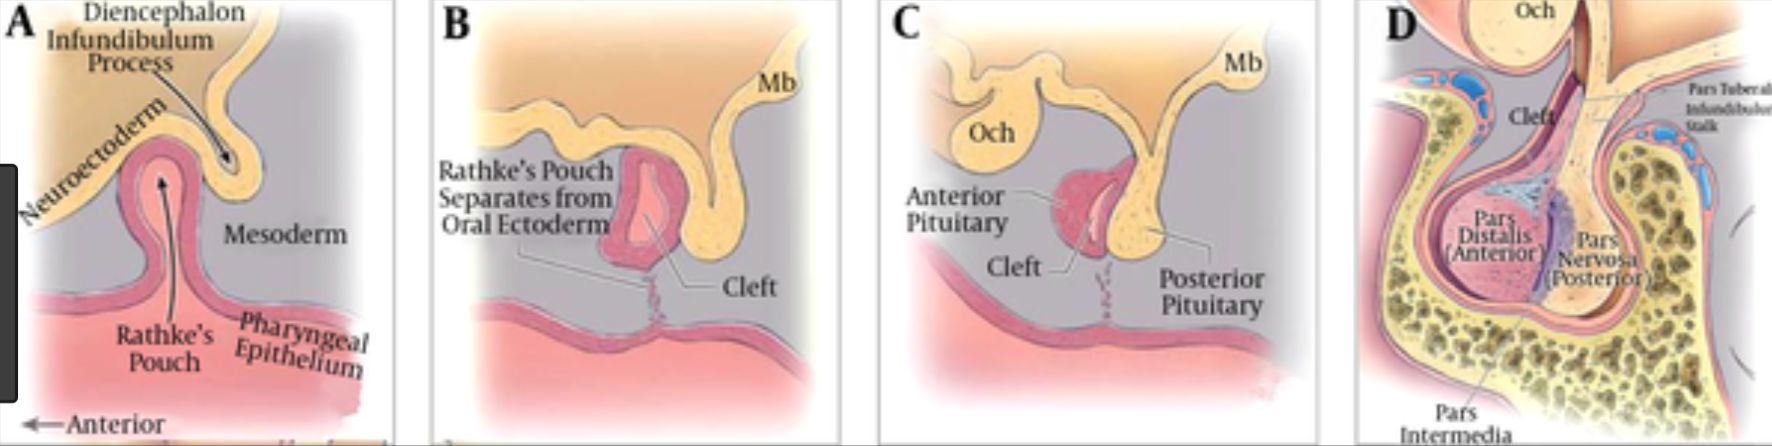 A
Diencephalon
Infundibulum
Process
Neuroectoderm
Mesoderm
Rathke's
Pouch
Pharyngeal
Epithelium
Anterior
B
Mb
Rathke's Pouch
Separates from
Oral Ectoderm
Cleft
C
Mb
Och
Anterior
Pituitary
Cleft
Posterior
Pituitary
D
Och
Pars Tuberal
Infundibular
Stalk
Cleft
Pars
Distalis
(Anterior)
Pars
Nervosa
(Posterior)
Pars
Intermedia